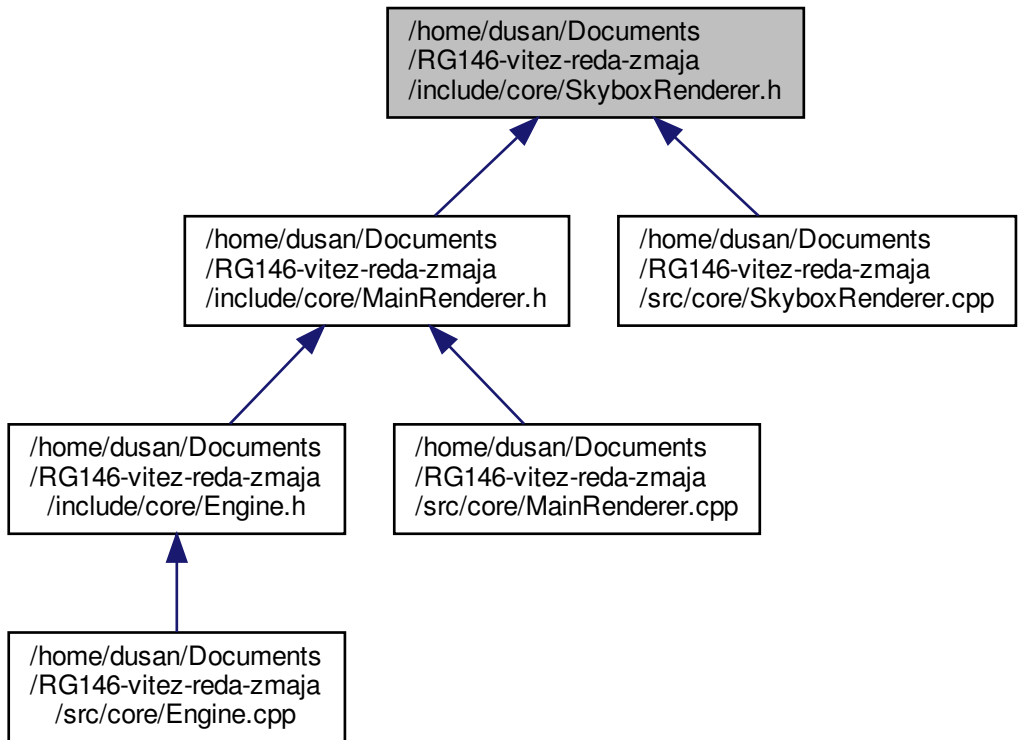 /home/dusan/Documents
/RG146-vitez-reda-zmaja
/include/core/SkyboxRenderer.h
/home/dusan/Documents
/RG146-vitez-reda-zmaja
/include/core/MainRenderer.h
/home/dusan/Documents
/RG146-vitez-reda-zmaja
/src/core/SkyboxRenderer.cpp
/home/dusan/Documents
/RG146-vitez-reda-zmaja
/include/core/Engine.h
/home/dusan/Documents
/RG146-vitez-reda-zmaja
/src/core/MainRenderer.cpp
/home/dusan/Documents
/RG146-vitez-reda-zmaja
/src/core/Engine.cpp